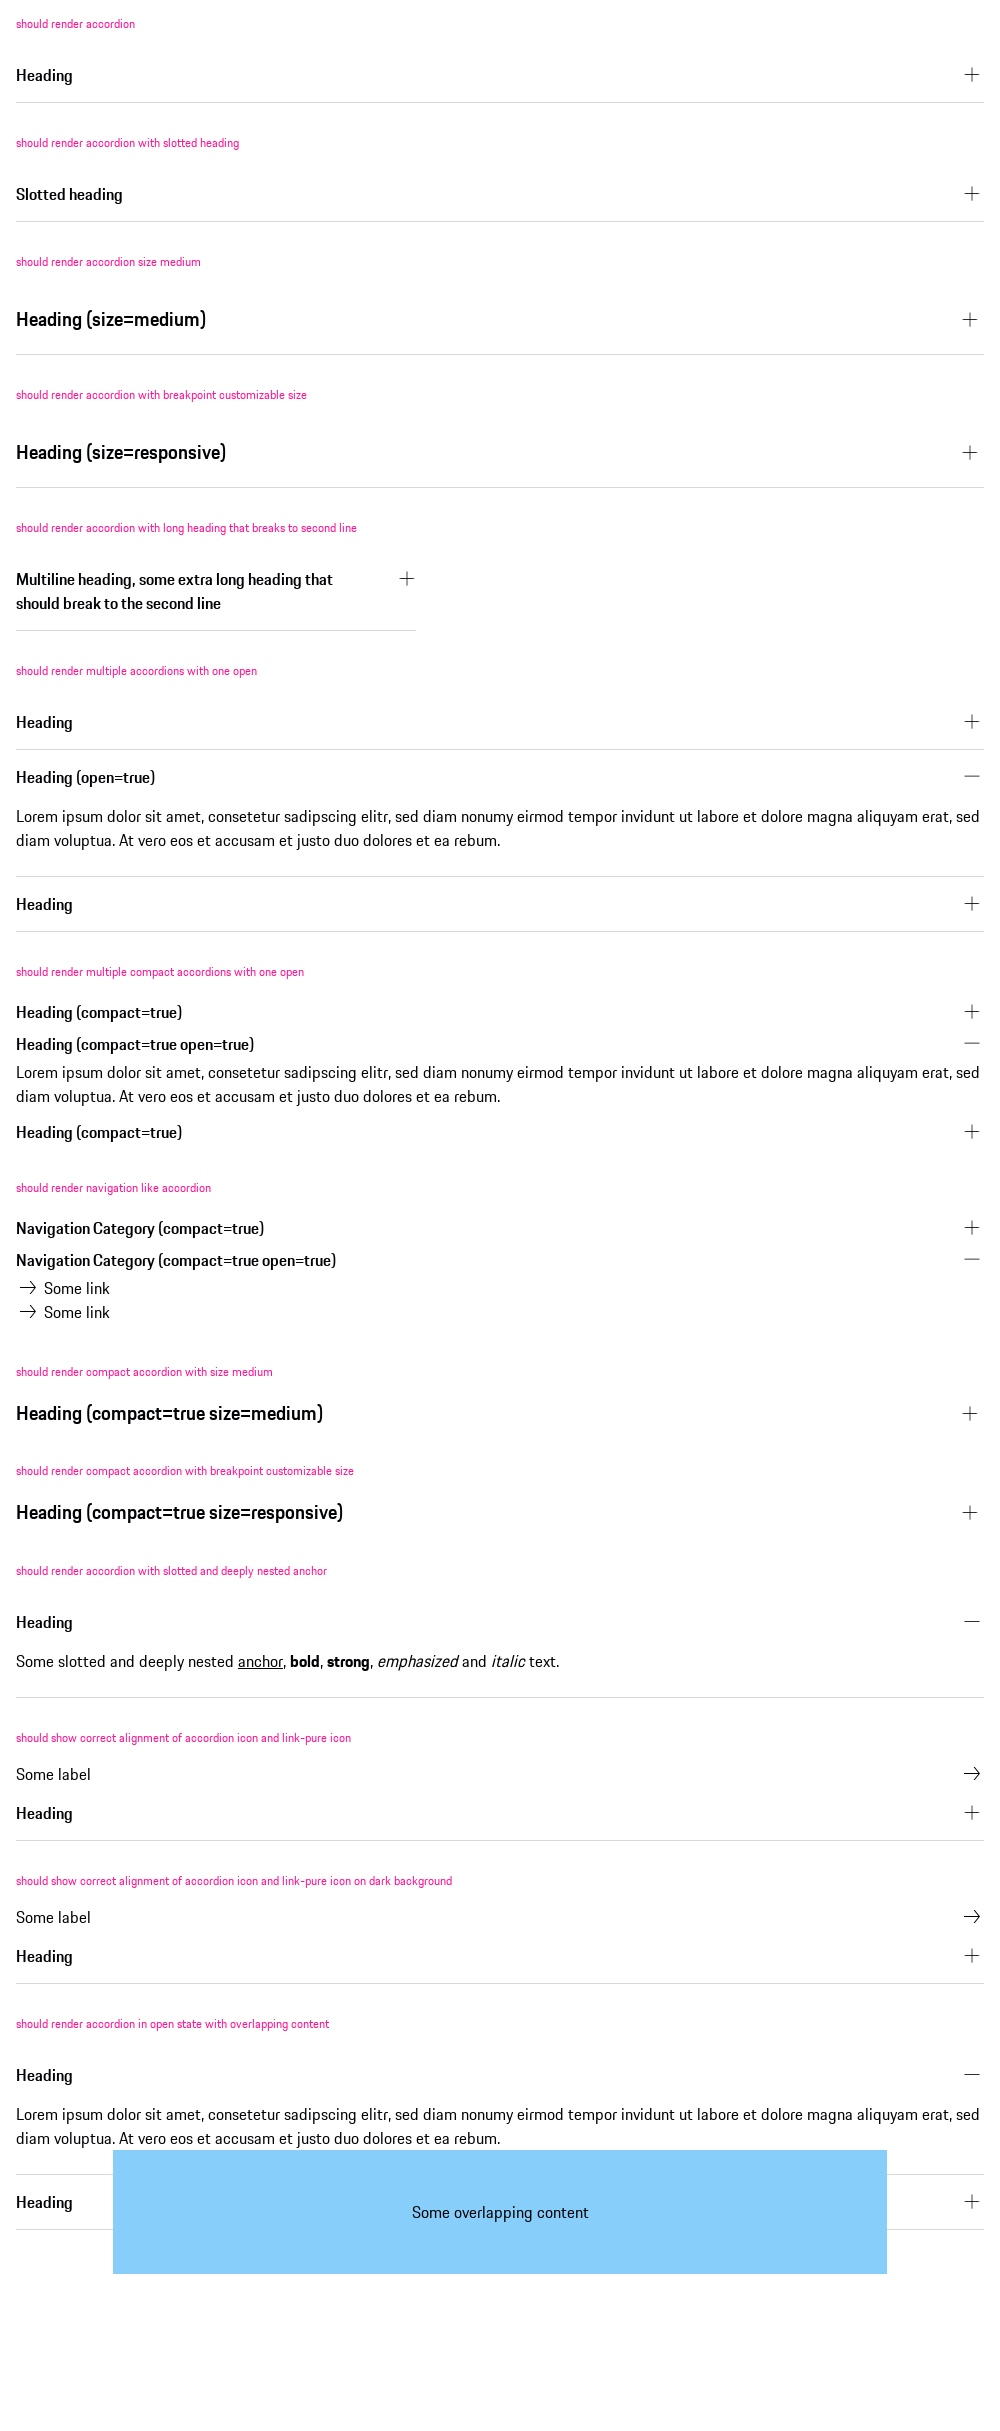 should render accordion
Heading
should render accordion with slotted heading
Slotted heading
should render accordion size medium
Heading (size=medium)
should render accordion with breakpoint customizable size
Heading (size=responsive)
should render accordion with long heading that breaks to second line
Multiline heading, some extra long heading that
should break to the second line
should render multiple accordions with one open
Heading
Heading (open=true)
Lorem ipsum dolor sit amet, consetetur sadipscing elitr, sed diam nonumy eirmod tempor invidunt ut labore et dolore magna aliquyam erat, sed
diam voluptua. At vero eos et accusam et justo duo dolores et ea rebum.
Heading
should render multiple compact accordions with one open
Heading (compact=true)
Heading (compact=true open=true)
Lorem ipsum dolor sit amet, consetetur sadipscing elitr, sed diam nonumy eirmod tempor invidunt ut labore et dolore magna aliquyam erat, sed
diam voluptua. At vero eos et accusam et justo duo dolores et ea rebum.
Heading (compact=true)
should render navigation like accordion
Navigation Category (compact=true)
Navigation Category (compact=true open=true)
Some link
Some link
should render compact accordion with size medium
Heading (compact=true size=medium)
should render compact accordion with breakpoint customizable size
Heading (compact=true size=responsive)
should render accordion with slotted and deeply nested anchor
Heading
Some slotted and deeply nested anchor, bold, strong, emphasized and italic text.
should show correct alignment of accordion icon and link-pure icon
Some label
Heading
should show correct alignment of accordion icon and link-pure icon on dark background
Some label
Heading
should render accordion in open state with overlapping content
Heading
Lorem ipsum dolor sit amet, consetetur sadipscing elitr, sed diam nonumy eirmod tempor invidunt ut labore et dolore magna aliquyam erat, sed
diam voluptua. At vero eos et accusam et justo duo dolores et ea rebum.
Heading
Some overlapping content